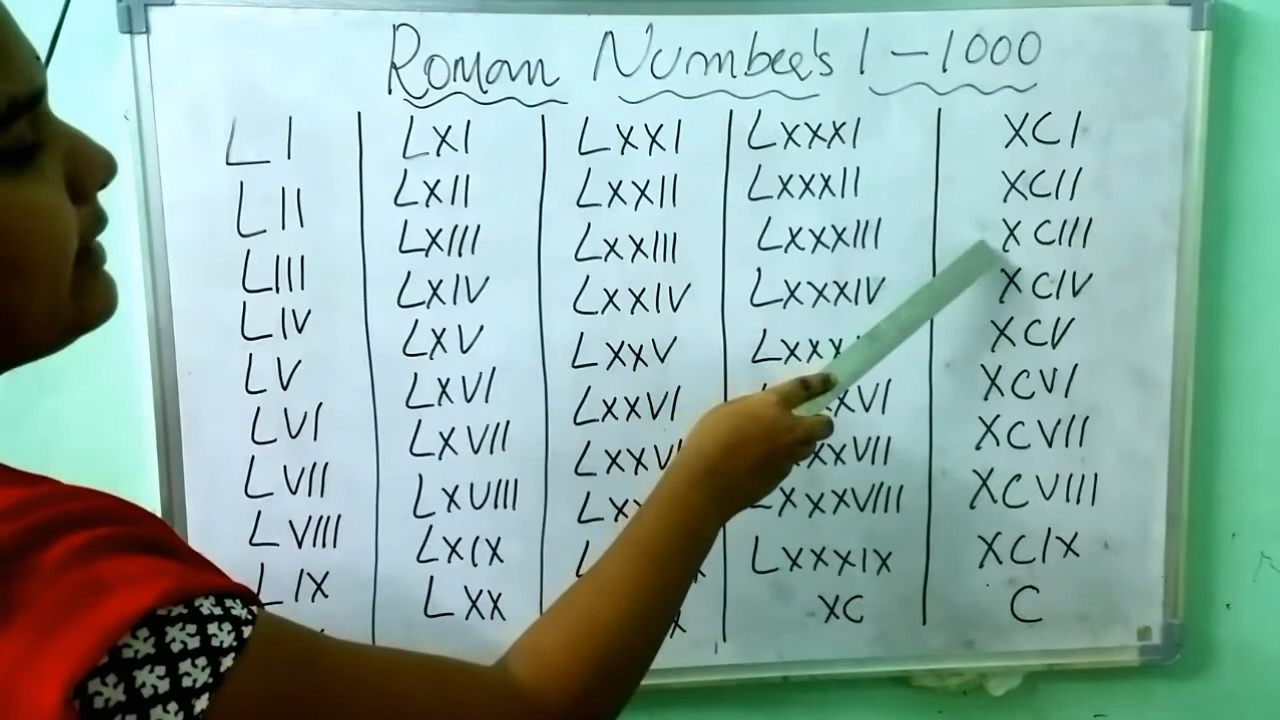 Roman Number's 1 – 1000
LI LXI LXXI LXXXI XCI
LII LXII LXXII LXXXII XCII
LIII LXIII LXXIII LXXXIII XCIII
LIV LXIV LXXIV LXXXIV XCIV
LV LXV LXXV XCV
LVI LXVI LXXVI XCVI
LVII LXVII XCVII
LVIII LXVIII LXXXVIII XCVIII
LIX LXIX LXXXIX XCIX
LXX XC C